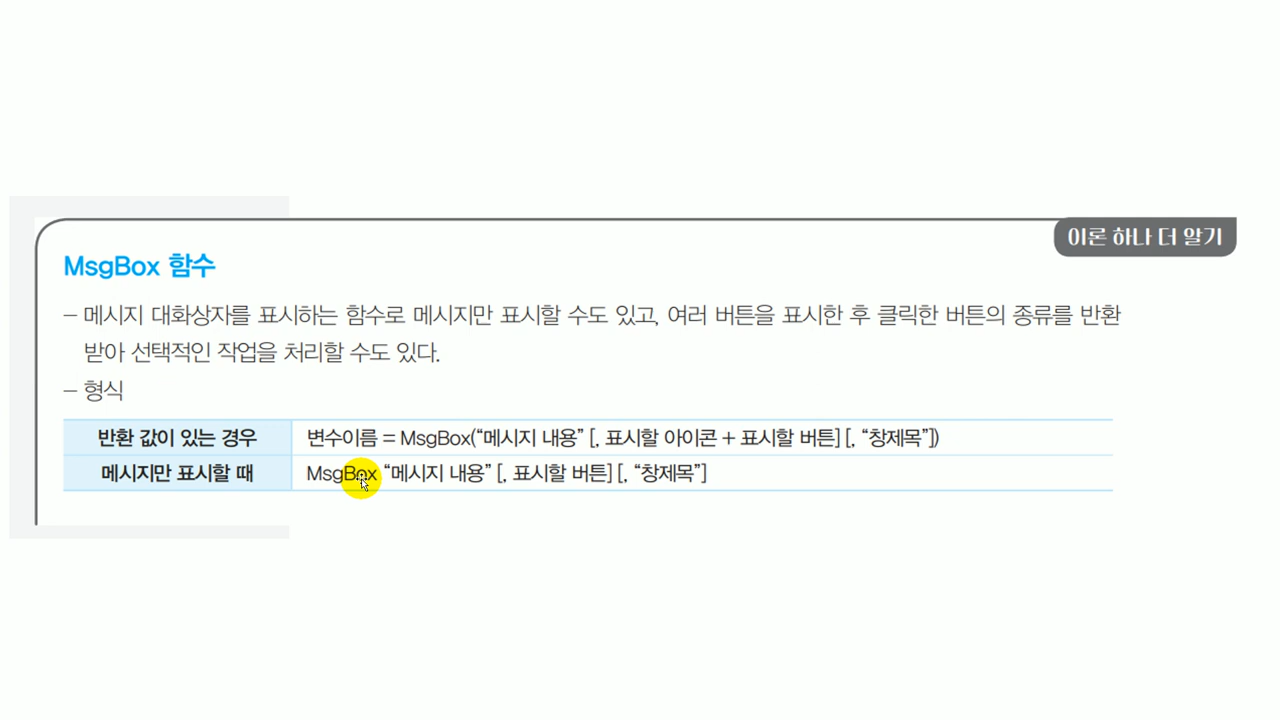 이론 하나 더 알기
MsgBox 함수
– 메시지 대화상자를 표시하는 함수로 메시지만 표시할 수도 있고, 여러 버튼을 표시한 후 클릭한 버튼의 종류를 반환
받아 선택적인 작업을 처리할 수도 있다.
– 형식
반환 값이 있는 경우 변수이름 = MsgBox(“메시지 내용” [, 표시할 아이콘 + 표시할 버튼] [, “창제목”])
메시지만 표시할 때 MsgBox “메시지 내용” [, 표시할 버튼] [, “창제목”]